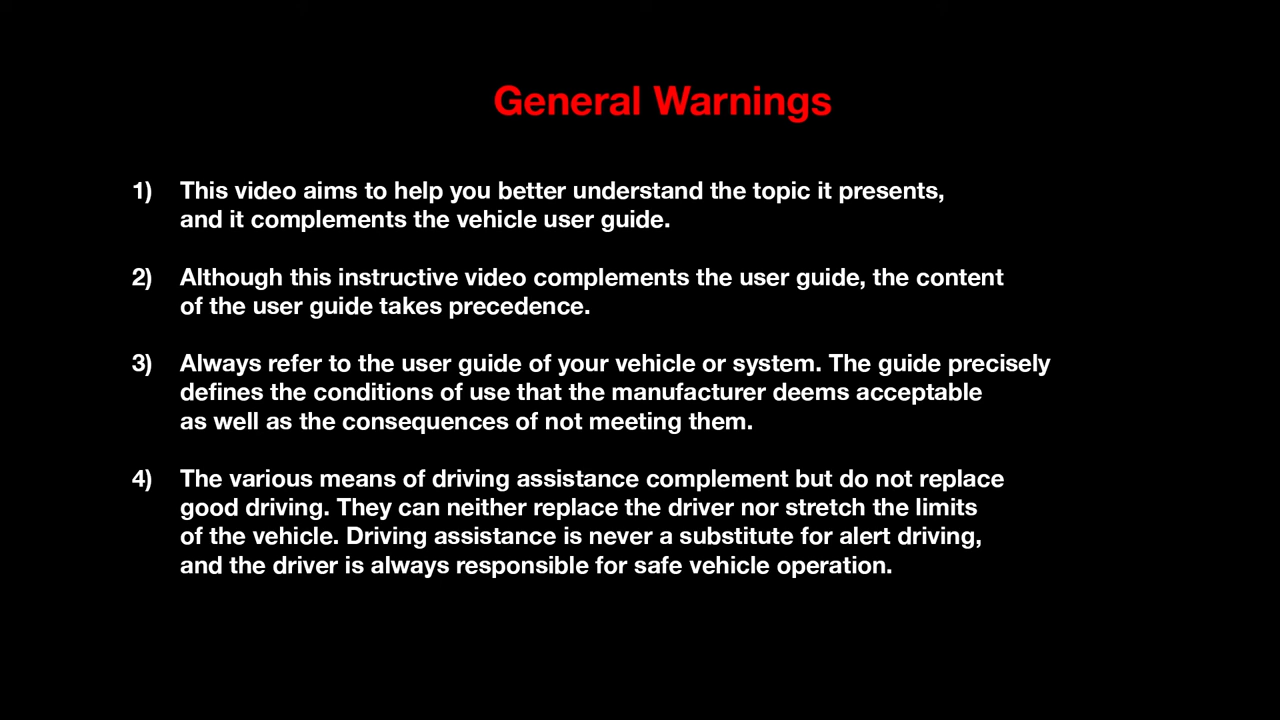 General Warnings
1) This video aims to help you better understand the topic it presents,
and it complements the vehicle user guide.
2) Although this instructive video complements the user guide, the content
of the user guide takes precedence.
3) Always refer to the user guide of your vehicle or system. The guide precisely
defines the conditions of use that the manufacturer deems acceptable
as well as the consequences of not meeting them.
4) The various means of driving assistance complement but do not replace
good driving. They can neither replace the driver nor stretch the limits
of the vehicle. Driving assistance is never a substitute for alert driving,
and the driver is always responsible for safe vehicle operation.